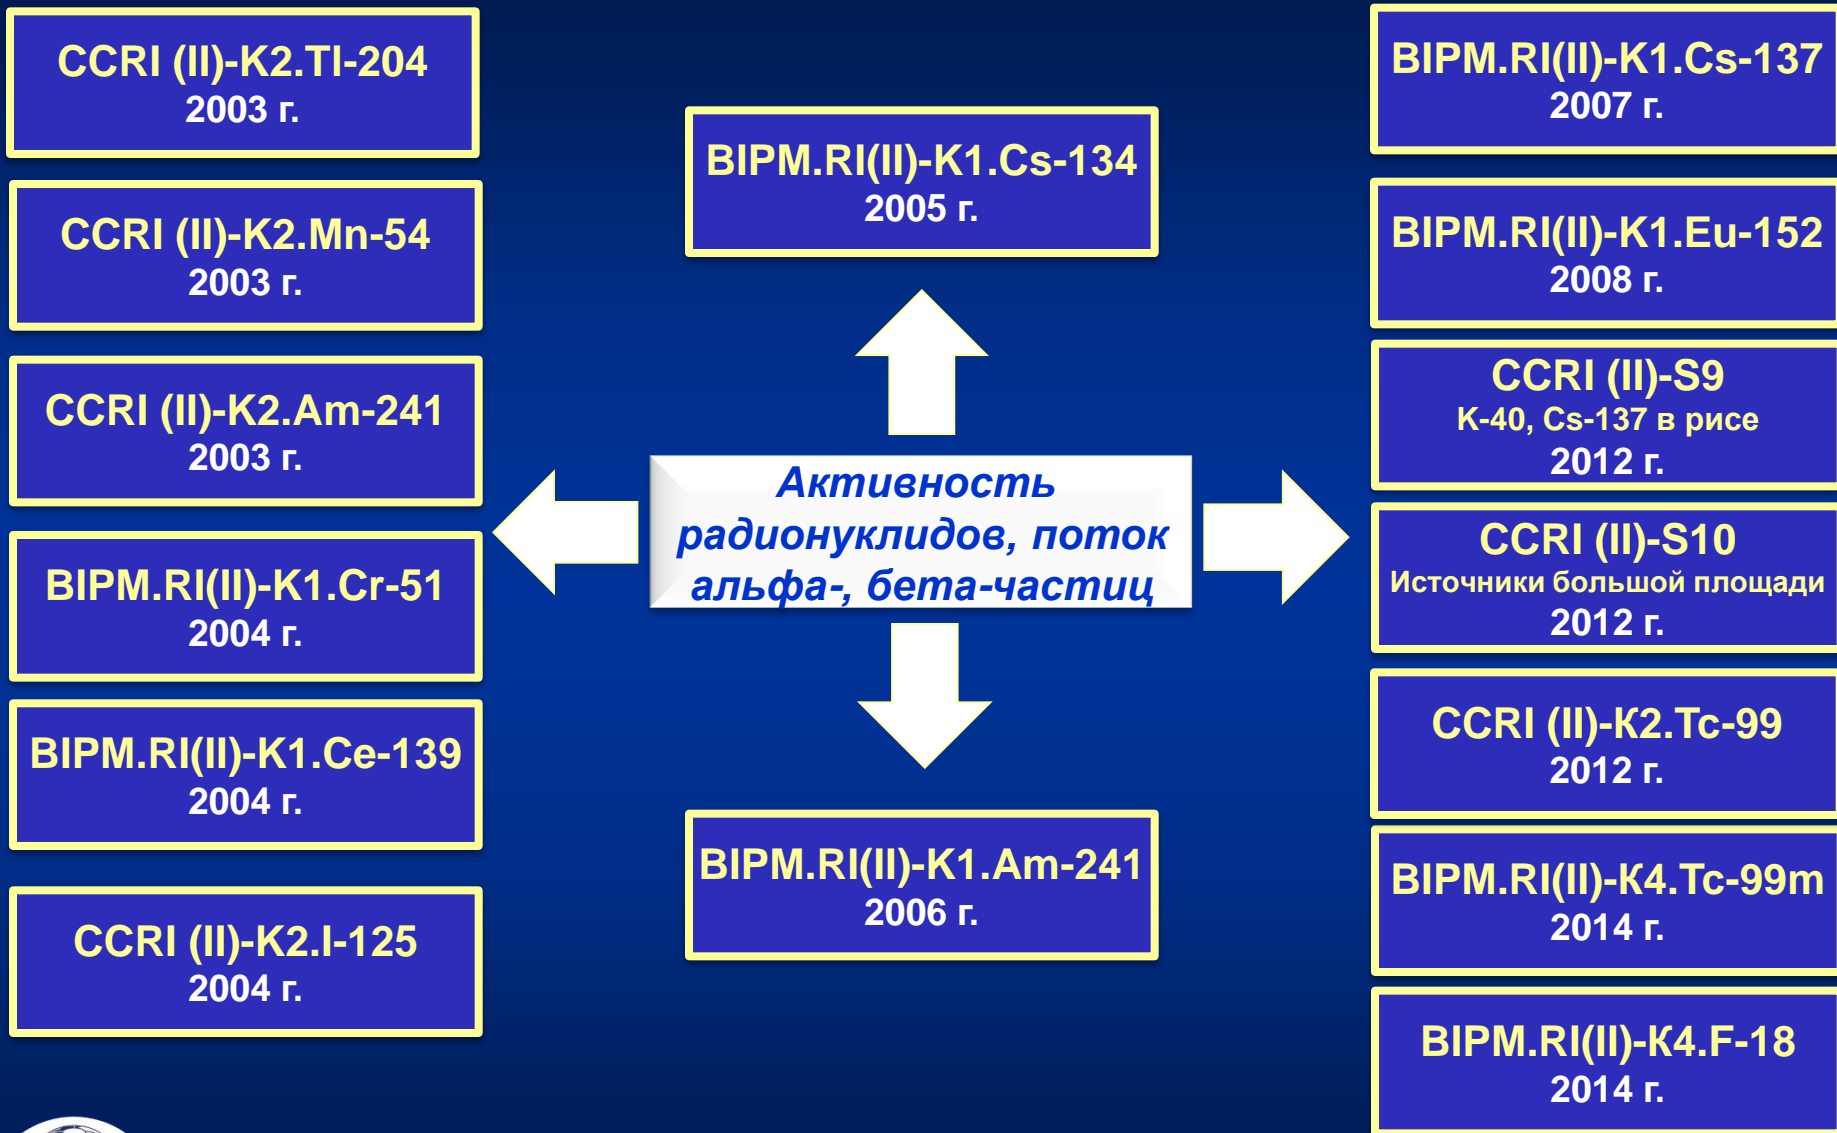 CCRI (II)-K2.Tl-204
2003 г.
CCRI (II)-K2.Mn-54
2003 г.
CCRI (II)-K2.Am-241
2003 г.
BIPM.RI(II)-K1.Cr-51
2004 г.
BIPM.RI(II)-K1.Ce-139
2004 г.
CCRI (II)-K2.I-125
2004 г.
BIPM.RI(II)-K1.Cs-134
2005 г.
Активность
радионуклидов, поток
альфа-, бета-частиц
BIPM.RI(II)-K1.Am-241
2006 г.
BIPM.RI(II)-K1.Cs-137
2007 г.
BIPM.RI(II)-K1.Eu-152
2008 г.
CCRI (II)-S9
K-40, Cs-137 в рисе
2012 г.
CCRI (II)-S10
Источники большой площади
2012 г.
CCRI (II)-К2.Tc-99
2012 г.
BIPM.RI(II)-К4.Tc-99m
2014 г.
BIPM.RI(II)-К4.F-18
2014 г.